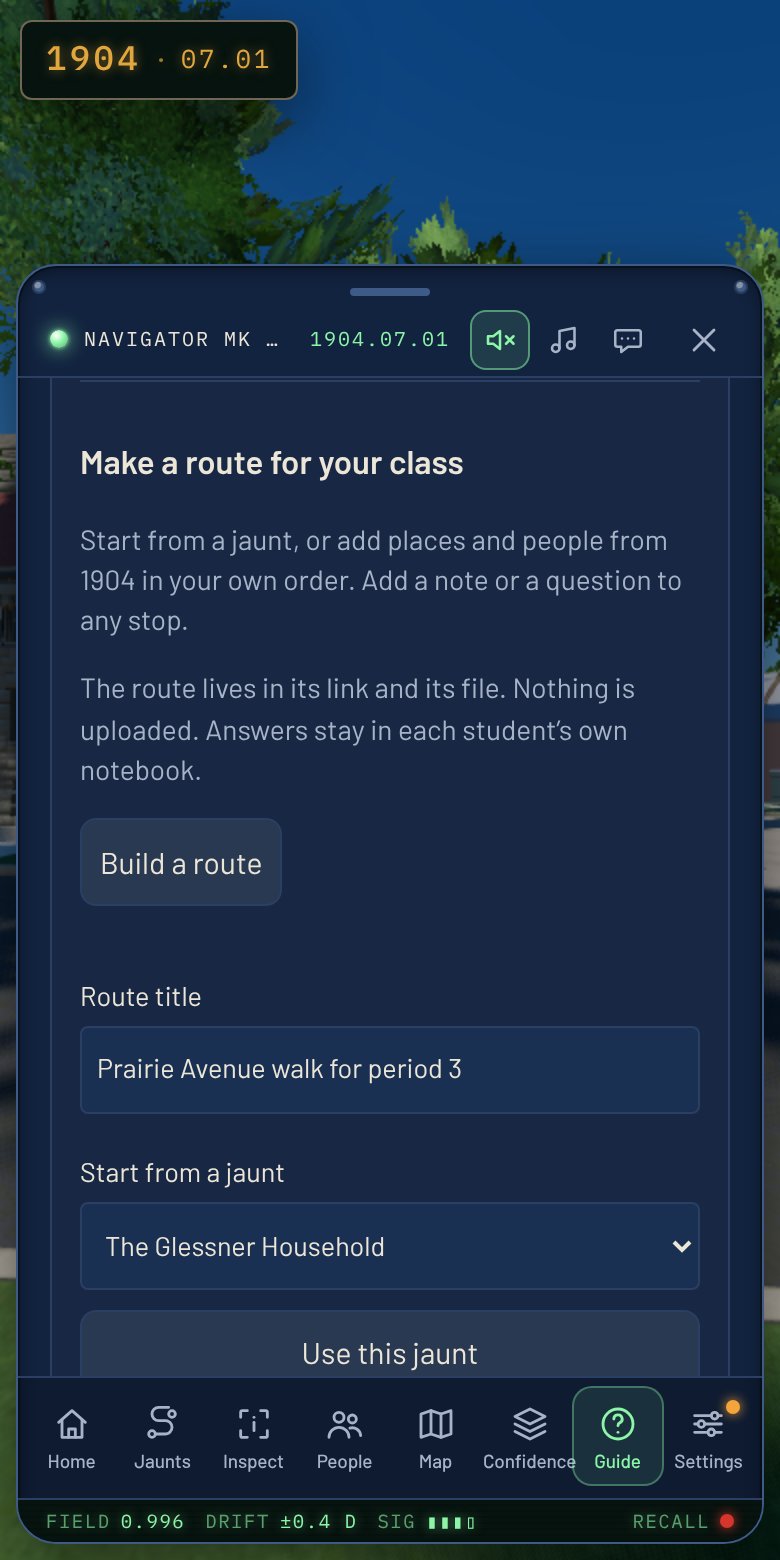 1904 · 07.01
NAVIGATOR MK … 1904.07.01
Make a route for your class
Start from a jaunt, or add places and people from
1904 in your own order. Add a note or a question to
any stop.
The route lives in its link and its file. Nothing is
uploaded. Answers stay in each student’s own
notebook.
Build a route
Route title
Prairie Avenue walk for period 3
Start from a jaunt
The Glessner Household
Use this jaunt
Home Jaunts Inspect People Map Confidence Guide Settings
FIELD 0.996 DRIFT ±0.4 D SIG RECALL